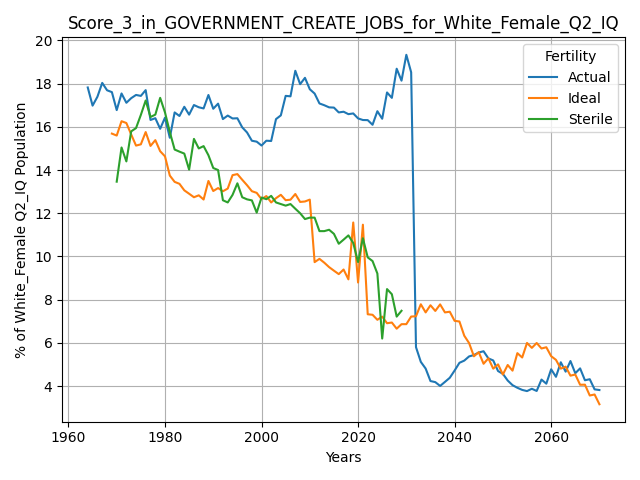 Score_3_in_GOVERNMENT_CREATE_JOBS_for_White_Female_Q2_IQ
% of White_Female Q2_IQ Population
20
18
16
14
12
10
8
6
4
Fertility
Actual
Ideal
Sterile
1960 1980 2000 2020 2040 2060
Years